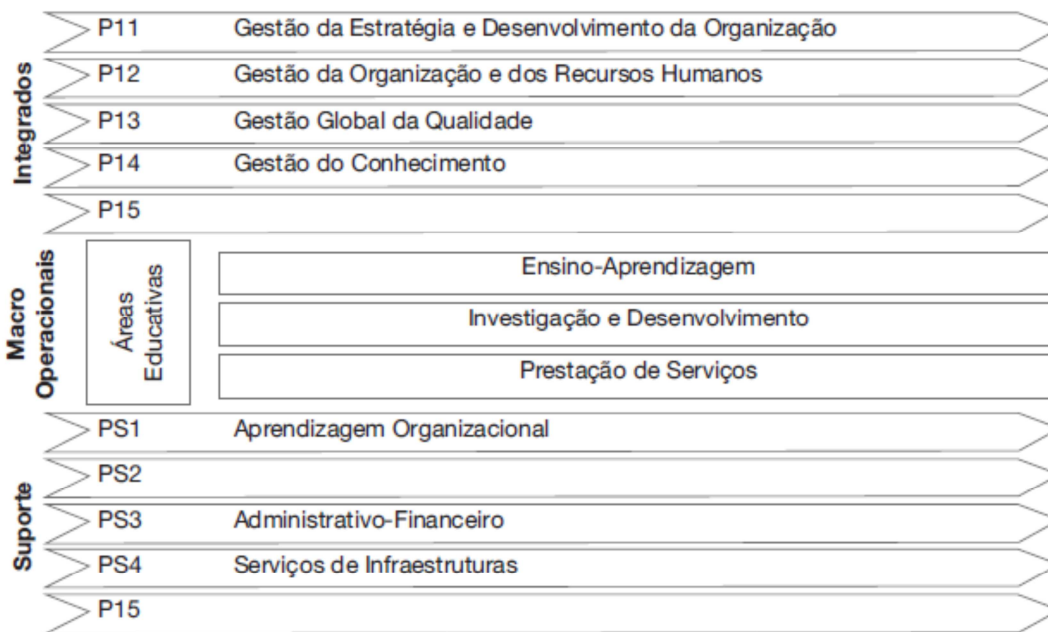 Integrados
P11 Gestão da Estratégia e Desenvolvimento da Organização
P12 Gestão da Organização e dos Recursos Humanos
P13 Gestão Global da Qualidade
P14 Gestão do Conhecimento
P15
Macro
Operacionais
Áreas
Educativas
Ensino-Aprendizagem
Investigação e Desenvolvimento
Prestação de Serviços
Suporte
PS1 Aprendizagem Organizacional
PS2
PS3 Administrativo-Financeiro
PS4 Serviços de Infraestruturas
P15